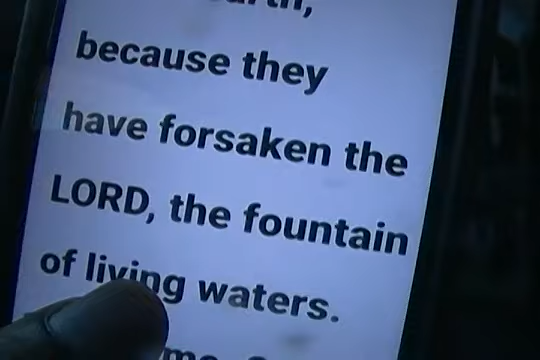 because they
have forsaken the
LORD, the fountain
of living waters.